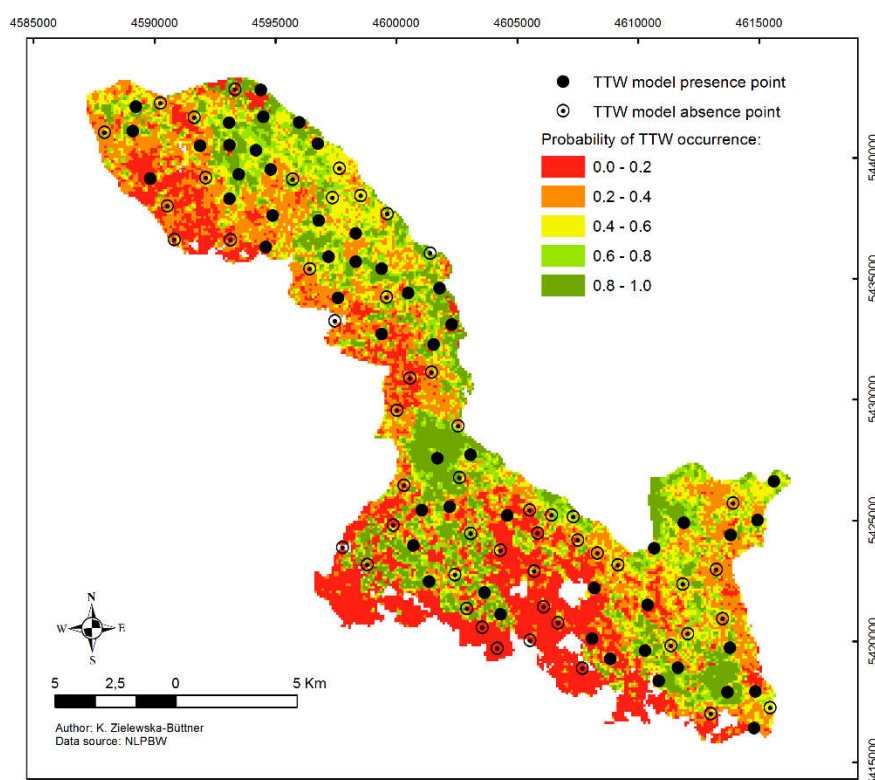 4585000 4590000 4595000 4600000 4605000 4610000 4615000
TTW model presence point
TTW model absence point
Probability of TTW occurrence:
0.0 - 0.2
0.2 - 0.4
0.4 - 0.6
0.6 - 0.8
0.8 - 1.0
5440000
5435000
5430000
5425000
5420000
5415000
N
W E
S
5 2,5 0 5 Km
Author: K. Zielewska-Büttner
Data source: NLPBW